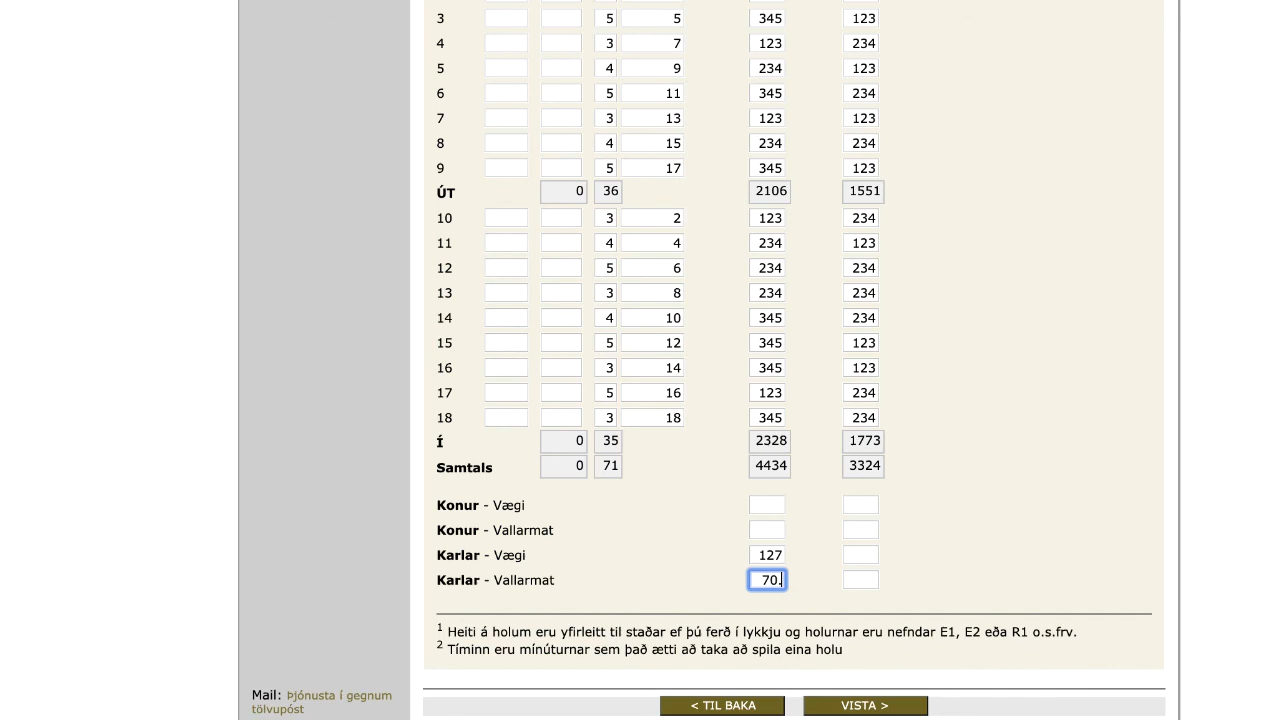 3 5 5 345 123
4 3 7 123 234
5 4 9 234 123
6 5 11 345 234
7 3 13 123 123
8 4 15 234 234
9 5 17 345 123
ÚT 0 36 2106 1551
10 3 2 123 234
11 4 4 234 123
12 5 6 234 234
13 3 8 234 234
14 4 10 345 234
15 5 12 345 123
16 3 14 345 123
17 5 16 123 234
18 3 18 345 234
Í 0 35 2328 1773
Samtals 0 71 4434 3324
Konur - Vægi
Konur - Vallarmat
Karlar - Vægi 127
Karlar - Vallarmat 70.
1 Heiti á holum eru yfirleitt til staðar ef þú ferð í lykkju og holurnar eru nefndar E1, E2 eða R1 o.s.frv.
2 Tíminn eru mínúturnar sem það ætti að taka að spila eina holu
Mail: Þjónusta í gegnum
tölvupóst
< TIL BAKA VISTA >